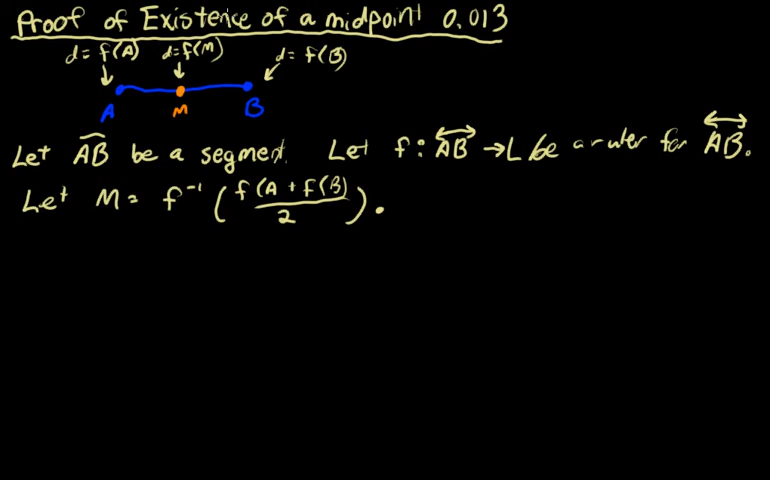 Proof of Existence of a midpoint 0.013
d= f(A) d=f(M) d= f(B)
A M B
Let AB be a segment. Let f: AB → L be a ruler for AB.
Let M = f⁻¹ ( f(A + f(B) / 2 ).